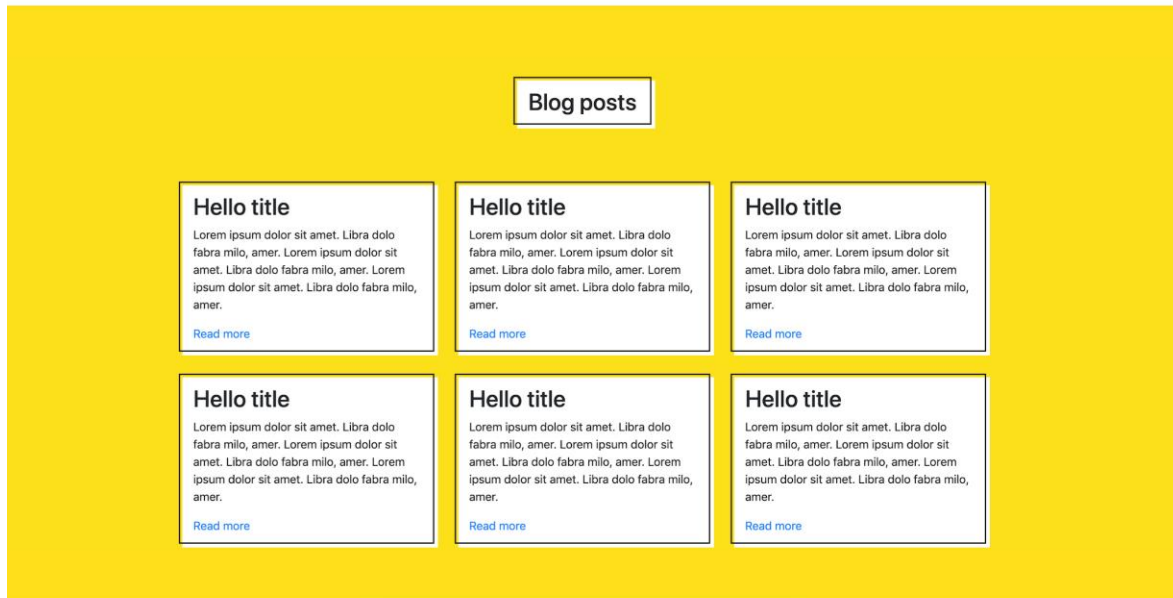 Blog posts
Hello title
Lorem ipsum dolor sit amet. Libra dolo
fabra milo, amer. Lorem ipsum dolor sit
amet. Libra dolo fabra milo, amer. Lorem
ipsum dolor sit amet. Libra dolo fabra milo,
amer.
Read more
Hello title
Lorem ipsum dolor sit amet. Libra dolo
fabra milo, amer. Lorem ipsum dolor sit
amet. Libra dolo fabra milo, amer. Lorem
ipsum dolor sit amet. Libra dolo fabra milo,
amer.
Read more
Hello title
Lorem ipsum dolor sit amet. Libra dolo
fabra milo, amer. Lorem ipsum dolor sit
amet. Libra dolo fabra milo, amer. Lorem
ipsum dolor sit amet. Libra dolo fabra milo,
amer.
Read more
Hello title
Lorem ipsum dolor sit amet. Libra dolo
fabra milo, amer. Lorem ipsum dolor sit
amet. Libra dolo fabra milo, amer. Lorem
ipsum dolor sit amet. Libra dolo fabra milo,
amer.
Read more
Hello title
Lorem ipsum dolor sit amet. Libra dolo
fabra milo, amer. Lorem ipsum dolor sit
amet. Libra dolo fabra milo, amer. Lorem
ipsum dolor sit amet. Libra dolo fabra milo,
amer.
Read more
Hello title
Lorem ipsum dolor sit amet. Libra dolo
fabra milo, amer. Lorem ipsum dolor sit
amet. Libra dolo fabra milo, amer. Lorem
ipsum dolor sit amet. Libra dolo fabra milo,
amer.
Read more